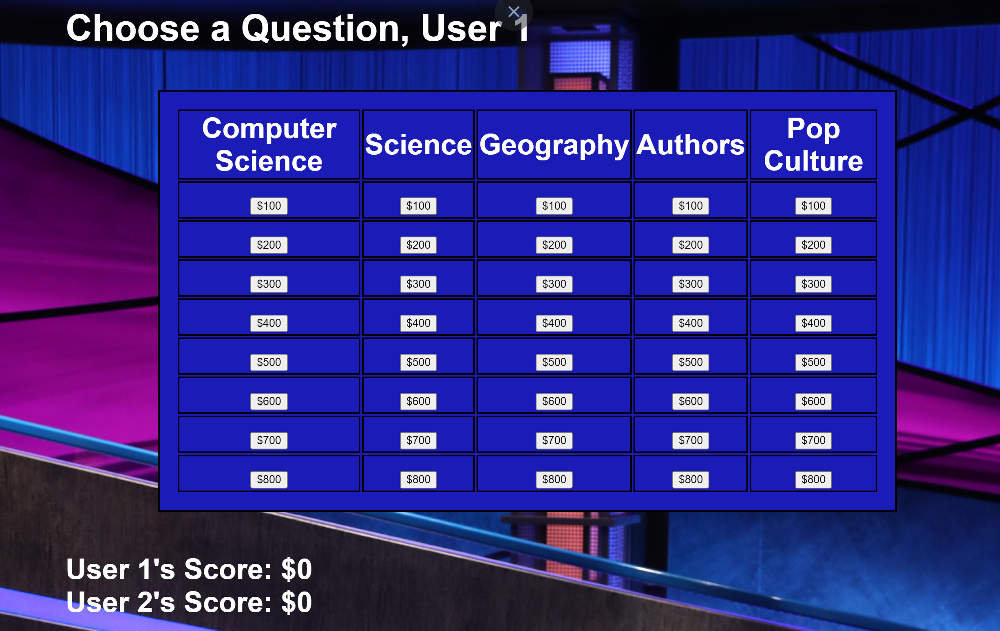 Choose a Question, User 1
Computer Science Science Geography Authors Pop Culture
$100 $100 $100 $100 $100
$200 $200 $200 $200 $200
$300 $300 $300 $300 $300
$400 $400 $400 $400 $400
$500 $500 $500 $500 $500
$600 $600 $600 $600 $600
$700 $700 $700 $700 $700
$800 $800 $800 $800 $800
User 1's Score: $0
User 2's Score: $0